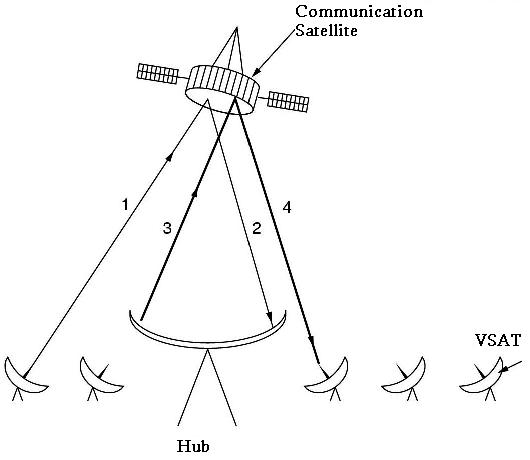 Communication
Satellite
1
3
2
4
VSAT
Hub